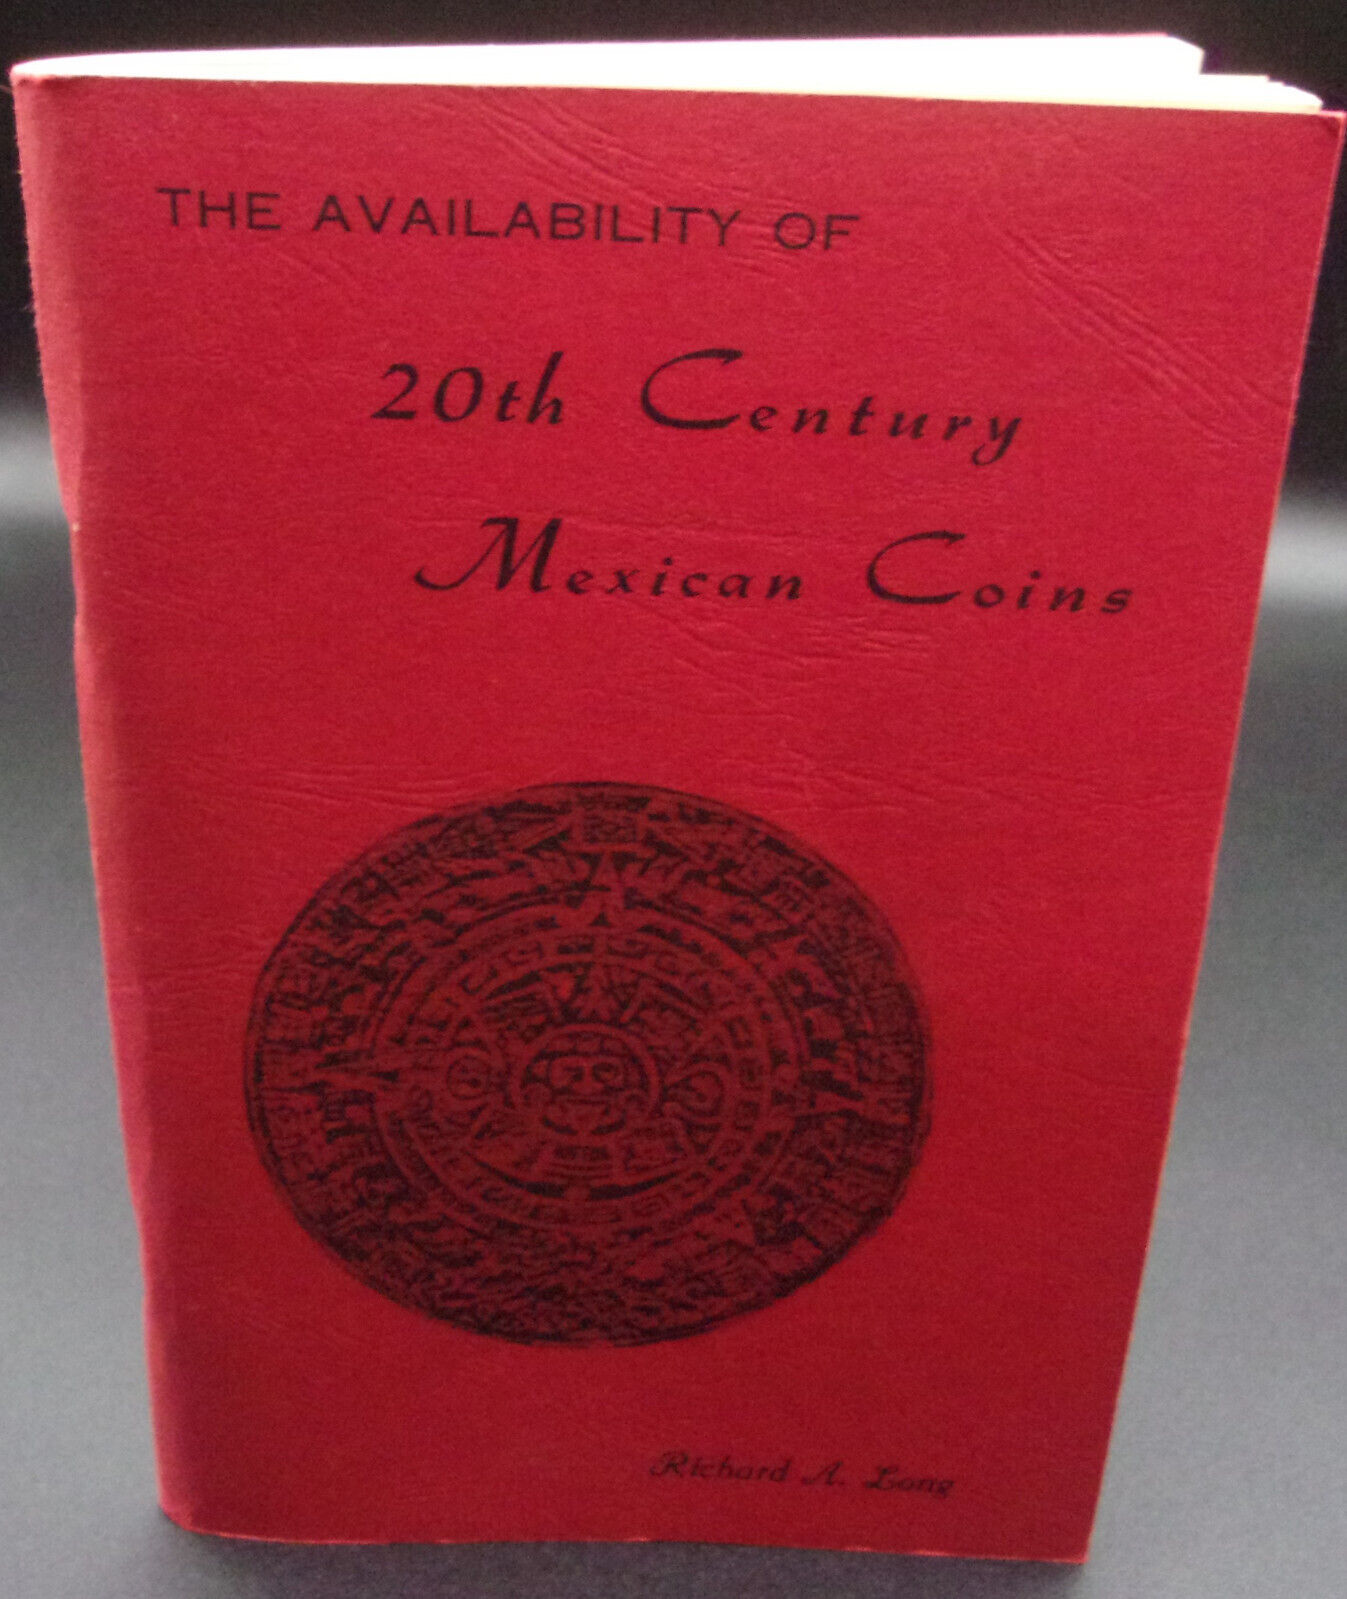 THE AVAILABILITY OF
20th Century
Mexican Coins
Richard A. Long